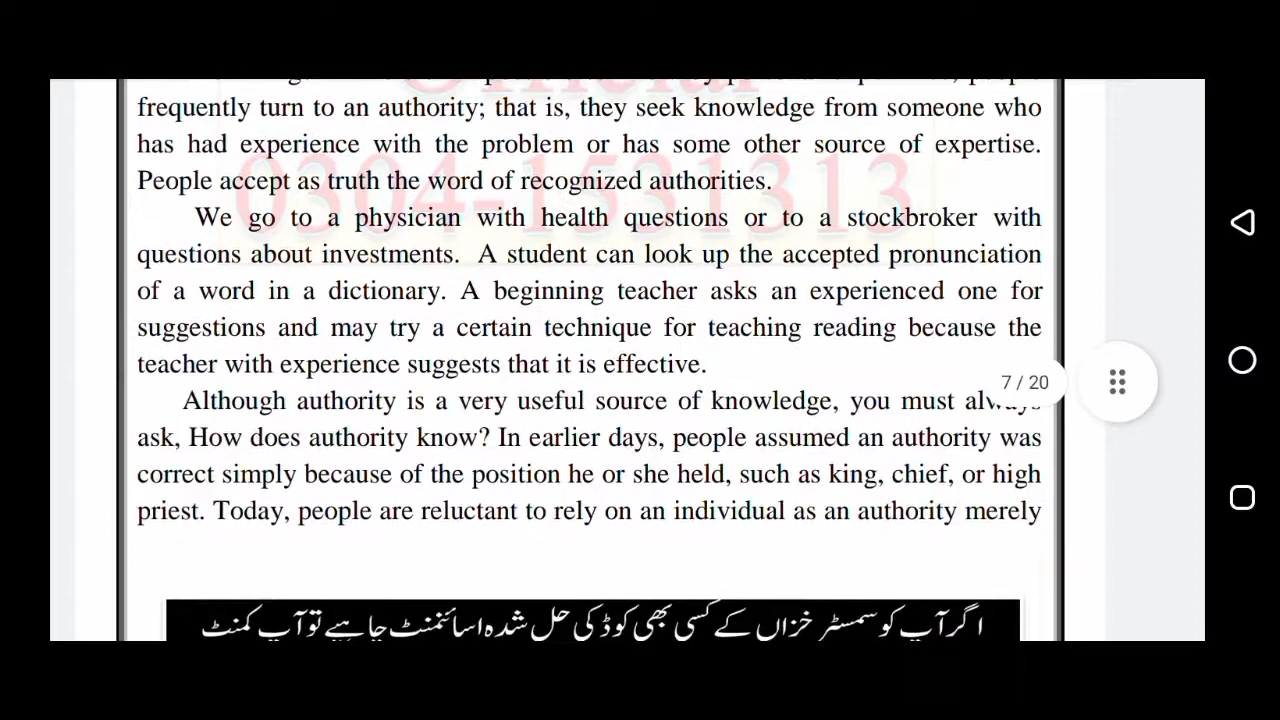 frequently turn to an authority; that is, they seek knowledge from someone who
has had experience with the problem or has some other source of expertise.
People accept as truth the word of recognized authorities.
We go to a physician with health questions or to a stockbroker with
questions about investments. A student can look up the accepted pronunciation
of a word in a dictionary. A beginning teacher asks an experienced one for
suggestions and may try a certain technique for teaching reading because the
teacher with experience suggests that it is effective.
7 / 20
Although authority is a very useful source of knowledge, you must always
ask, How does authority know? In earlier days, people assumed an authority was
correct simply because of the position he or she held, such as king, chief, or high
priest. Today, people are reluctant to rely on an individual as an authority merely
اگر آپ کو سمسٹر خزاں کے کسی بھی کوڈ کی حل شدہ اسائنمنٹ چاہیے تو آپ کمنٹ
Official
0304-1531313